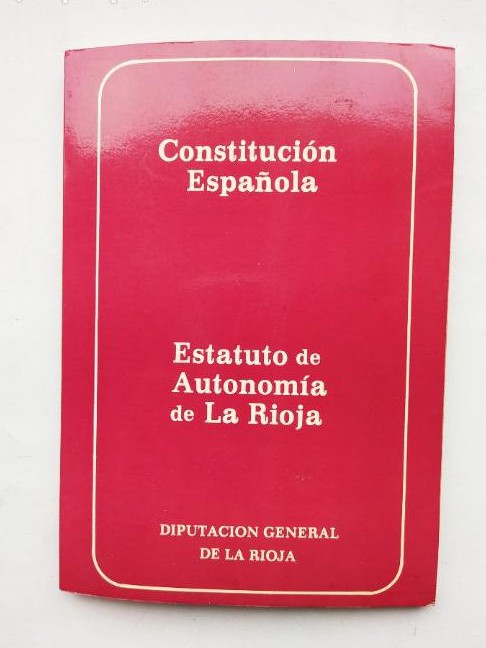 Constitución
Española
Estatuto de
Autonomía
de La Rioja
DIPUTACION GENERAL
DE LA RIOJA